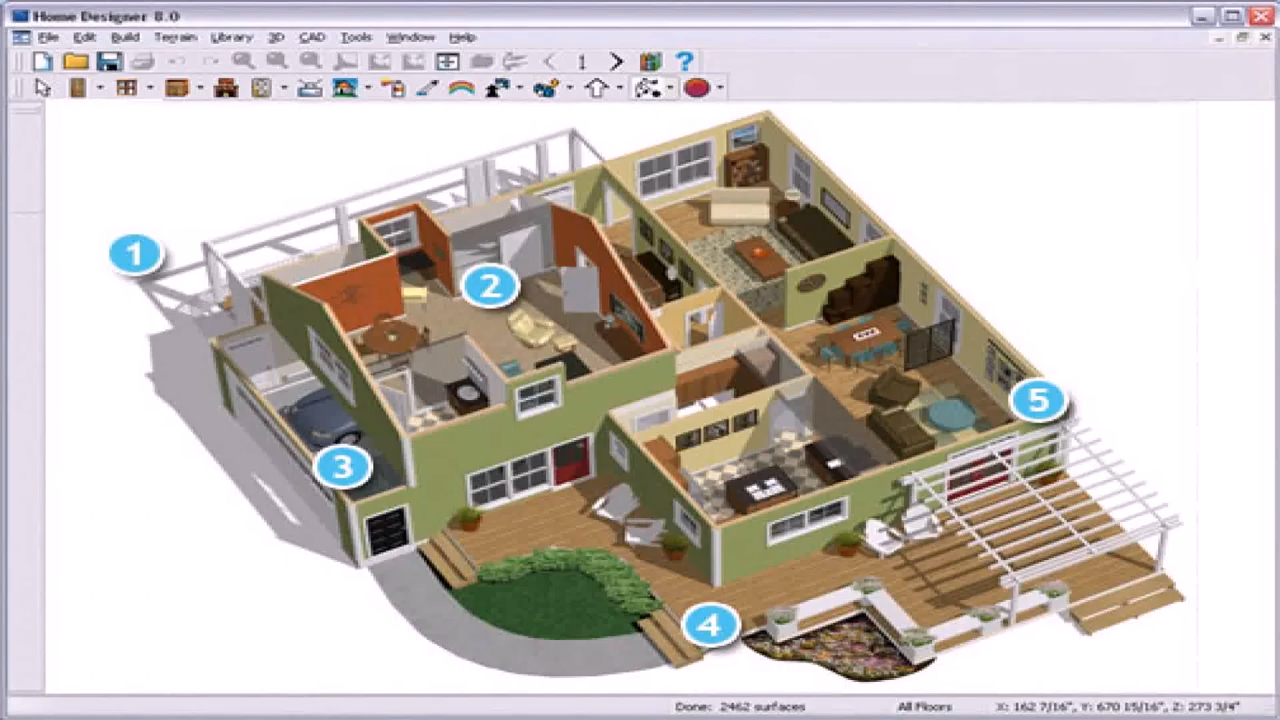 Home Designer 8.0
File Edit Build Terrain Library 3D CAD Tools Window Help
1 ?
1
2
3
4
5
Done: 2462 surfaces All Floors X: 162 7/16", Y: 670 15/16", Z: 273 3/4"